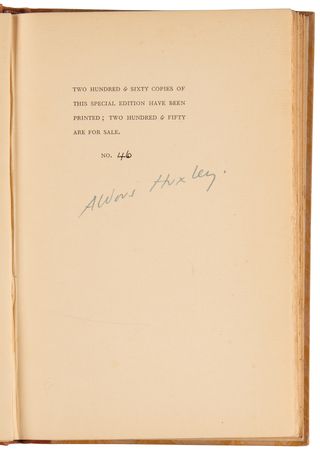 TWO HUNDRED & SIXTY COPIES OF
THIS SPECIAL EDITION HAVE BEEN
PRINTED; TWO HUNDRED & FIFTY
ARE FOR SALE.
NO. 46
Aldous Huxley.